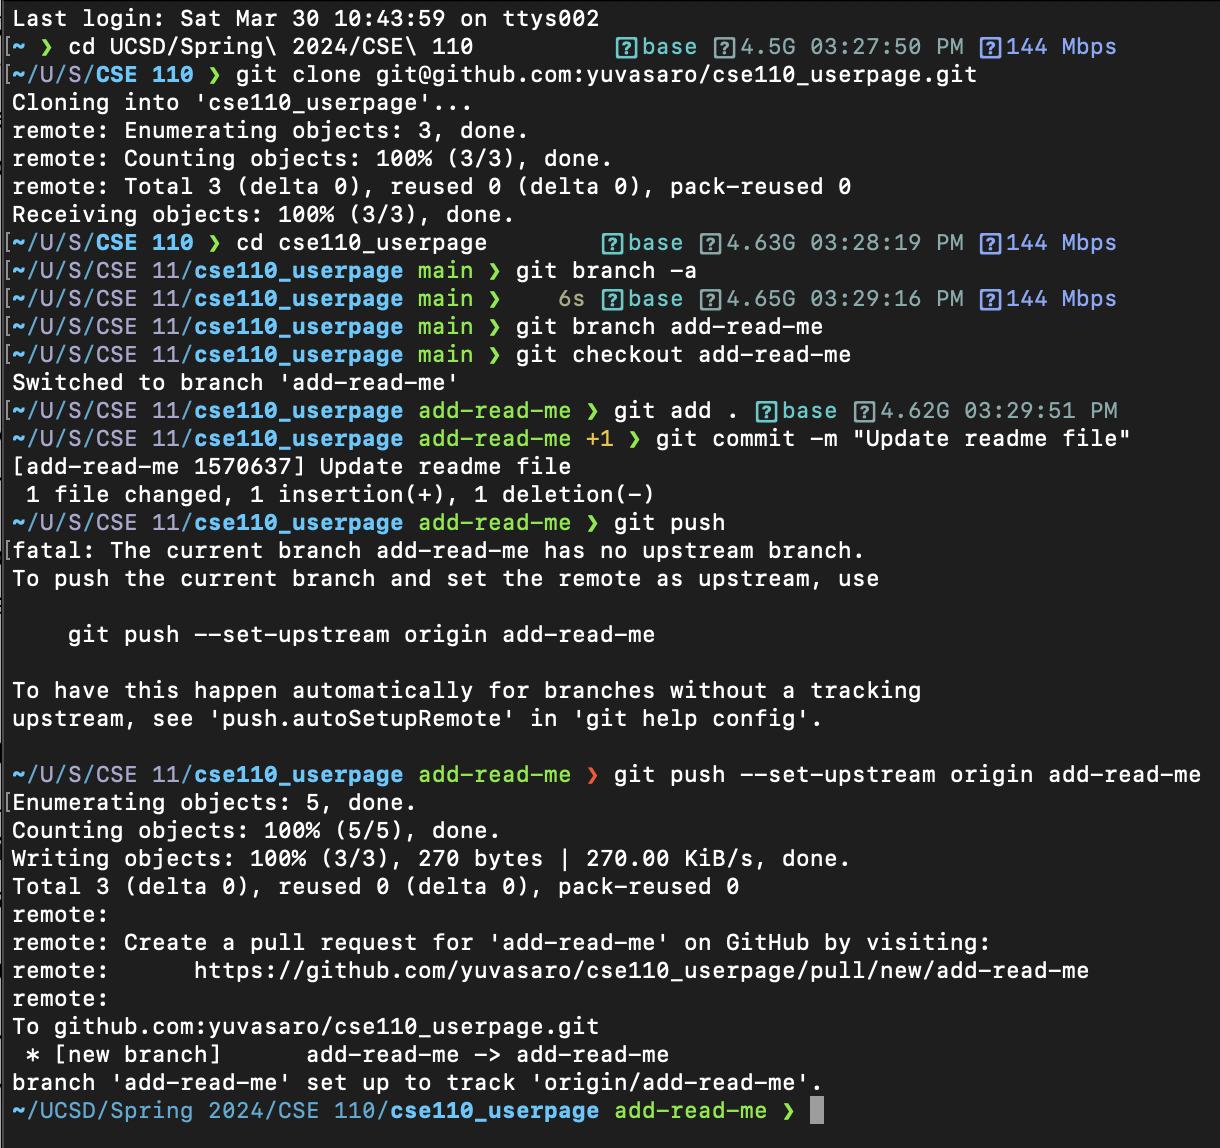 Last login: Sat Mar 30 10:43:59 on ttys002
[~ ❯ cd UCSD/Spring\ 2024/CSE\ 110 [?]base [?]4.5G 03:27:50 PM [?]144 Mbps
[~/U/S/CSE 110 ❯ git clone git@github.com:yuvasaro/cse110_userpage.git
Cloning into 'cse110_userpage'...
remote: Enumerating objects: 3, done.
remote: Counting objects: 100% (3/3), done.
remote: Total 3 (delta 0), reused 0 (delta 0), pack-reused 0
Receiving objects: 100% (3/3), done.
[~/U/S/CSE 110 ❯ cd cse110_userpage [?]base [?]4.63G 03:28:19 PM [?]144 Mbps
[~/U/S/CSE 11/cse110_userpage main ❯ git branch -a
[~/U/S/CSE 11/cse110_userpage main ❯ 6s [?]base [?]4.65G 03:29:16 PM [?]144 Mbps
[~/U/S/CSE 11/cse110_userpage main ❯ git branch add-read-me
[~/U/S/CSE 11/cse110_userpage main ❯ git checkout add-read-me
Switched to branch 'add-read-me'
[~/U/S/CSE 11/cse110_userpage add-read-me ❯ git add . [?]base [?]4.62G 03:29:51 PM
[~/U/S/CSE 11/cse110_userpage add-read-me +1 ❯ git commit -m "Update readme file"
[add-read-me 1570637] Update readme file
 1 file changed, 1 insertion(+), 1 deletion(-)
~/U/S/CSE 11/cse110_userpage add-read-me ❯ git push
[fatal: The current branch add-read-me has no upstream branch.
To push the current branch and set the remote as upstream, use

    git push --set-upstream origin add-read-me

To have this happen automatically for branches without a tracking
upstream, see 'push.autoSetupRemote' in 'git help config'.

~/U/S/CSE 11/cse110_userpage add-read-me ❯ git push --set-upstream origin add-read-me
[Enumerating objects: 5, done.
Counting objects: 100% (5/5), done.
Writing objects: 100% (3/3), 270 bytes | 270.00 KiB/s, done.
Total 3 (delta 0), reused 0 (delta 0), pack-reused 0
remote:
remote: Create a pull request for 'add-read-me' on GitHub by visiting:
remote:      https://github.com/yuvasaro/cse110_userpage/pull/new/add-read-me
remote:
To github.com:yuvasaro/cse110_userpage.git
 * [new branch]      add-read-me -> add-read-me
branch 'add-read-me' set up to track 'origin/add-read-me'.
~/UCSD/Spring 2024/CSE 110/cse110_userpage add-read-me ❯